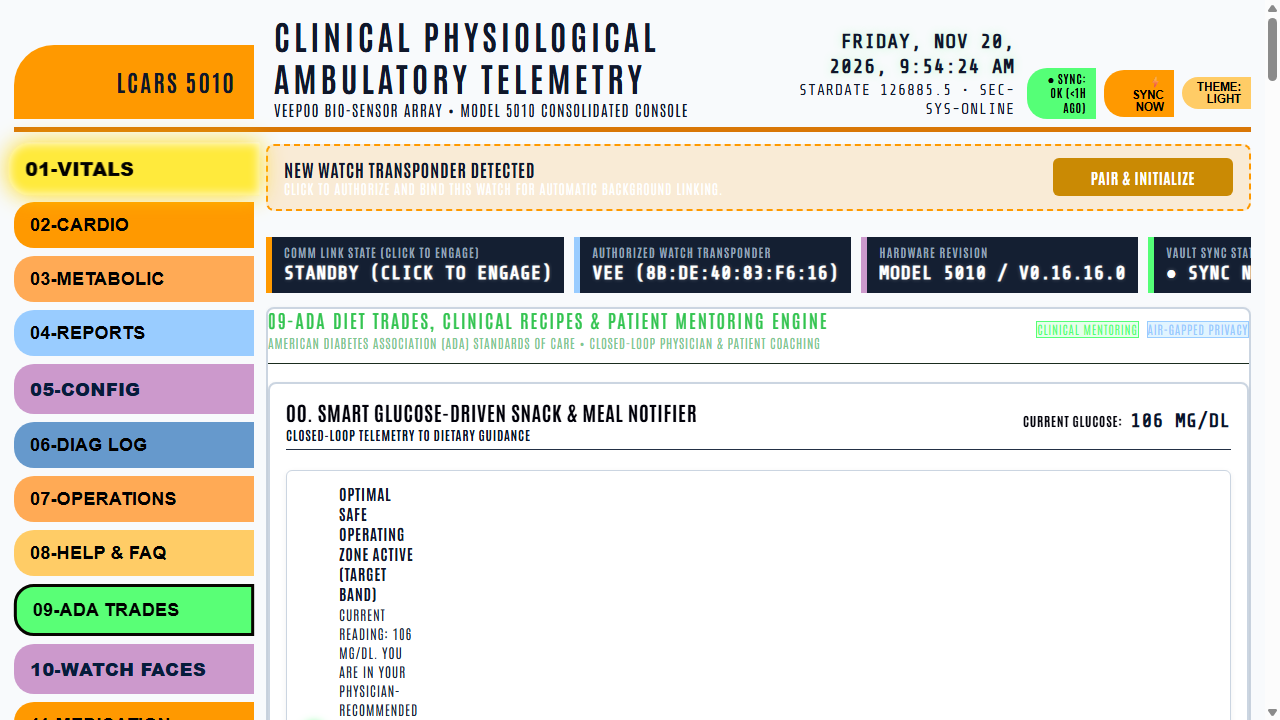 LCARS 5010
CLINICAL PHYSIOLOGICAL
AMBULATORY TELEMETRY
VEEPOO BIO-SENSOR ARRAY • MODEL 5010 CONSOLIDATED CONSOLE
FRIDAY, NOV 20,
2026, 9:54:24 AM
STARDATE 126885.5 · SEC-
SYS-ONLINE
● SYNC:
OK (<1H
AGO)
SYNC
NOW
THEME:
LIGHT
01-VITALS
02-CARDIO
03-METABOLIC
04-REPORTS
05-CONFIG
06-DIAG LOG
07-OPERATIONS
08-HELP & FAQ
09-ADA TRADES
10-WATCH FACES
11-MEDICATION
NEW WATCH TRANSPONDER DETECTED
CLICK TO AUTHORIZE AND BIND THIS WATCH FOR AUTOMATIC BACKGROUND LINKING.
PAIR & INITIALIZE
COMM LINK STATE (CLICK TO ENGAGE)
STANDBY (CLICK TO ENGAGE)
AUTHORIZED WATCH TRANSPONDER
VEE (8B:DE:40:83:F6:16)
HARDWARE REVISION
MODEL 5010 / V0.16.16.0
VAULT SYNC STAT
● SYNC N
09-ADA DIET TRADES, CLINICAL RECIPES & PATIENT MENTORING ENGINE
AMERICAN DIABETES ASSOCIATION (ADA) STANDARDS OF CARE • CLOSED-LOOP PHYSICIAN & PATIENT COACHING
CLINICAL MENTORING
AIR-GAPPED PRIVACY
00. SMART GLUCOSE-DRIVEN SNACK & MEAL NOTIFIER
CLOSED-LOOP TELEMETRY TO DIETARY GUIDANCE
CURRENT GLUCOSE: 106 MG/DL
OPTIMAL
SAFE
OPERATING
ZONE ACTIVE
(TARGET
BAND)
CURRENT
READING: 106
MG/DL. YOU
ARE IN YOUR
PHYSICIAN-
RECOMMENDED